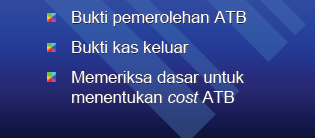 Bukti pemerolehan ATB
Bukti kas keluar
Memeriksa dasar untuk
menentukan cost ATB